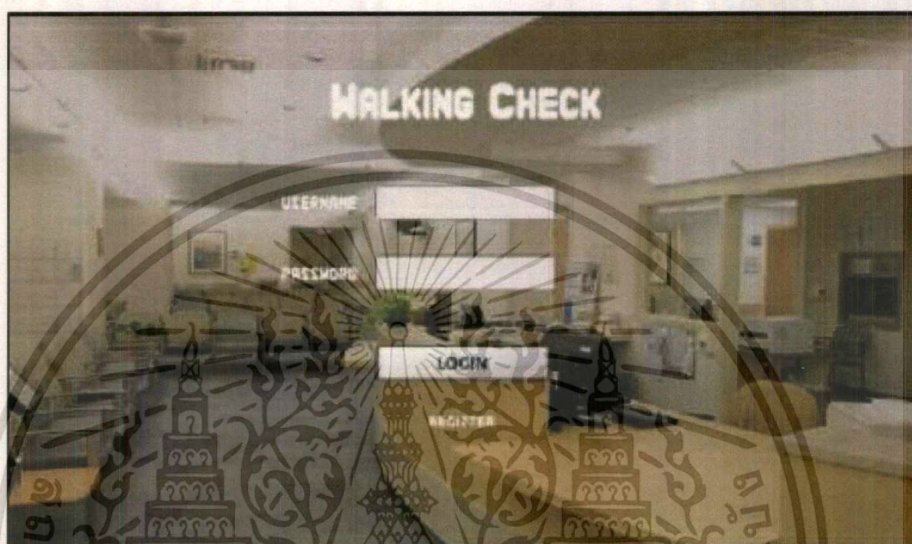 WALKING CHECK
USERNAME
PASSWORD
LOGIN
REGISTER